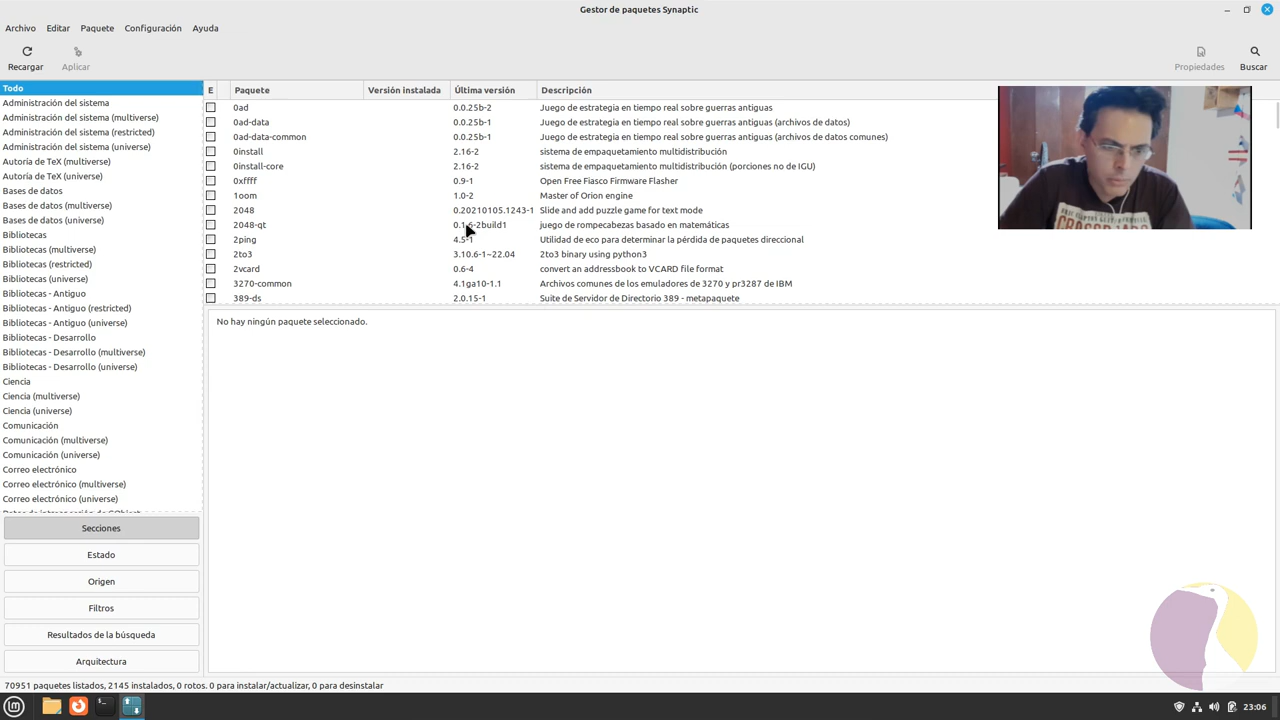 Gestor de paquetes Synaptic
Archivo Editar Paquete Configuración Ayuda
Recargar Aplicar Propiedades Buscar
Todo
Administración del sistema
Administración del sistema (multiverse)
Administración del sistema (restricted)
Administración del sistema (universe)
Autoría de TeX (multiverse)
Autoría de TeX (universe)
Bases de datos
Bases de datos (multiverse)
Bases de datos (universe)
Bibliotecas
Bibliotecas (multiverse)
Bibliotecas (restricted)
Bibliotecas (universe)
Bibliotecas - Antiguo
Bibliotecas - Antiguo (restricted)
Bibliotecas - Antiguo (universe)
Bibliotecas - Desarrollo
Bibliotecas - Desarrollo (multiverse)
Bibliotecas - Desarrollo (universe)
Ciencia
Ciencia (multiverse)
Ciencia (universe)
Comunicación
Comunicación (multiverse)
Comunicación (universe)
Correo electrónico
Correo electrónico (multiverse)
Correo electrónico (universe)
Secciones
Estado
Origen
Filtros
Resultados de la búsqueda
Arquitectura
E Paquete Versión instalada Última versión Descripción
0ad 0.0.25b-2 Juego de estrategia en tiempo real sobre guerras antiguas
0ad-data 0.0.25b-1 Juego de estrategia en tiempo real sobre guerras antiguas (archivos de datos)
0ad-data-common 0.0.25b-1 Juego de estrategia en tiempo real sobre guerras antiguas (archivos de datos comunes)
0install 2.16-2 sistema de empaquetamiento multidistribución
0install-core 2.16-2 sistema de empaquetamiento multidistribución (porciones no de IGU)
0xffff 0.9-1 Open Free Fiasco Firmware Flasher
1oom 1.0-2 Master of Orion engine
2048 0.20210105.1243-1 Slide and add puzzle game for text mode
2048-qt juego de rompecabezas basado en matemáticas
2ping 4.5-1 Utilidad de eco para determinar la pérdida de paquetes direccional
2to3 3.10.6-1~22.04 2to3 binary using python3
2vcard 0.6-4 convert an addressbook to VCARD file format
3270-common 4.1ga10-1.1 Archivos comunes de los emuladores de 3270 y pr3287 de IBM
389-ds 2.0.15-1 Suite de Servidor de Directorio 389 - metapaquete
No hay ningún paquete seleccionado.
70951 paquetes listados, 2145 instalados, 0 rotos. 0 para instalar/actualizar, 0 para desinstalar
23:06